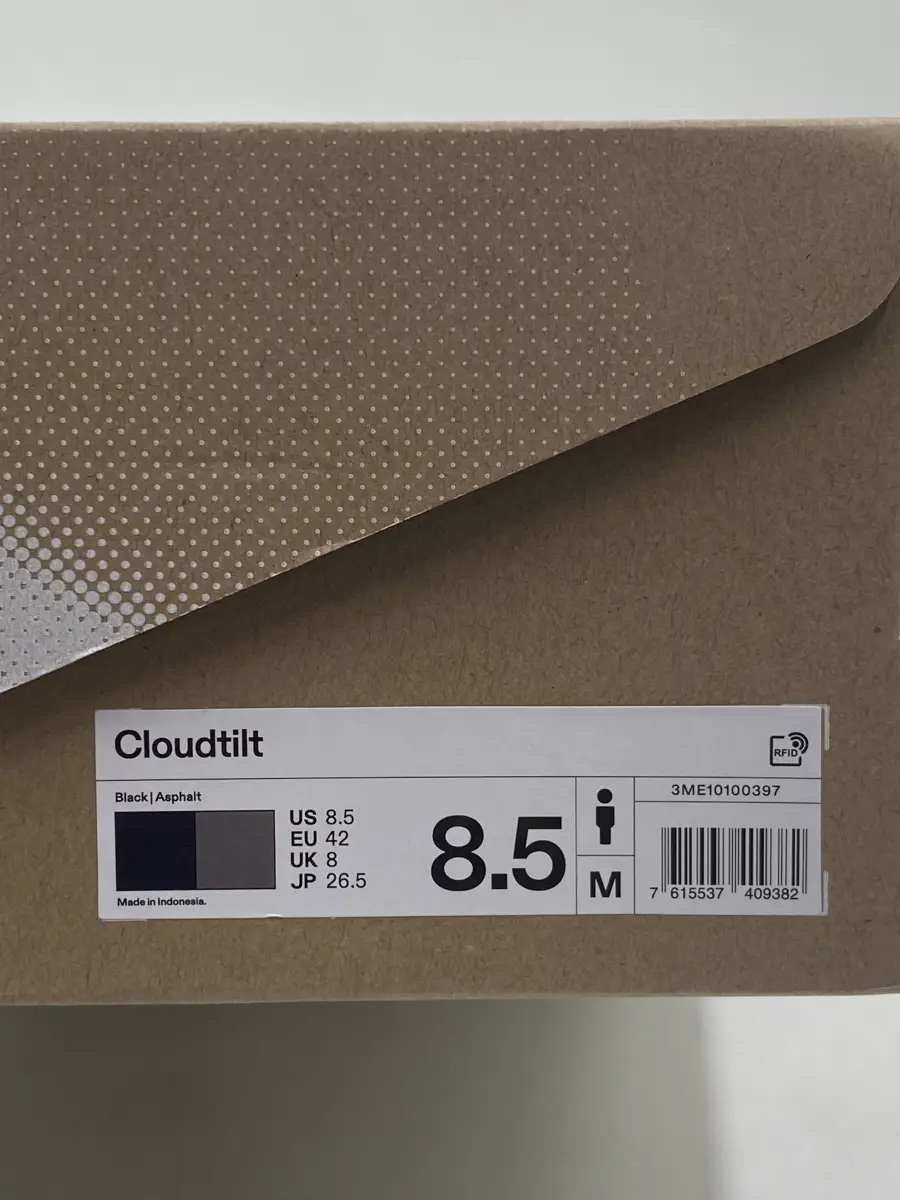 Cloudtilt
RFID
Black | Asphalt
US 8.5
EU 42
UK 8
JP 26.5
Made in Indonesia.
8.5
M
3ME10100397
7 615537 409382